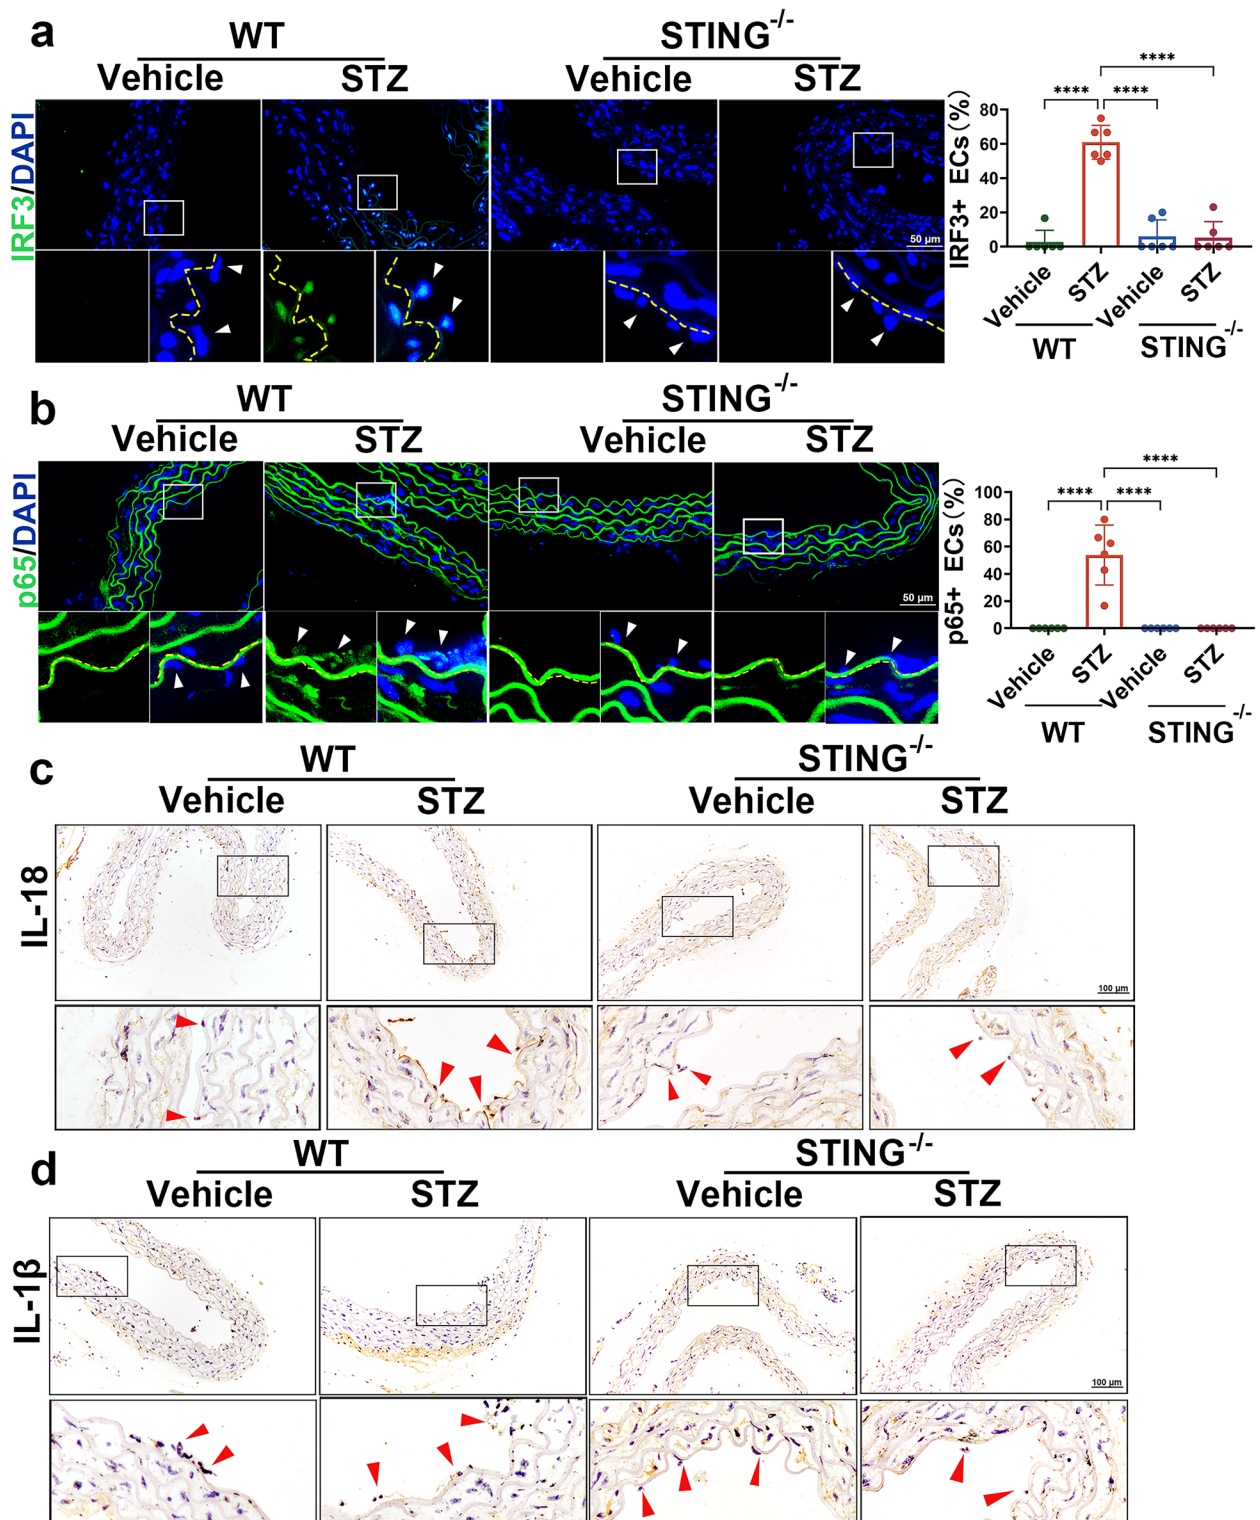 a
WT
STING-/-
Vehicle
STZ
Vehicle
STZ
IRF3/DAPI
50 μm
****
****
****
IRF3+ ECs (%)
80
60
40
20
0
Vehicle
STZ
Vehicle
STZ
WT
STING-/-
b
WT
STING-/-
Vehicle
STZ
Vehicle
STZ
p65/DAPI
50 μm
****
****
****
p65+ ECs (%)
100
80
60
40
20
0
Vehicle
STZ
Vehicle
STZ
WT
STING-/-
c
WT
STING-/-
Vehicle
STZ
Vehicle
STZ
IL-18
100 μm
d
WT
STING-/-
Vehicle
STZ
Vehicle
STZ
IL-1β
100 μm